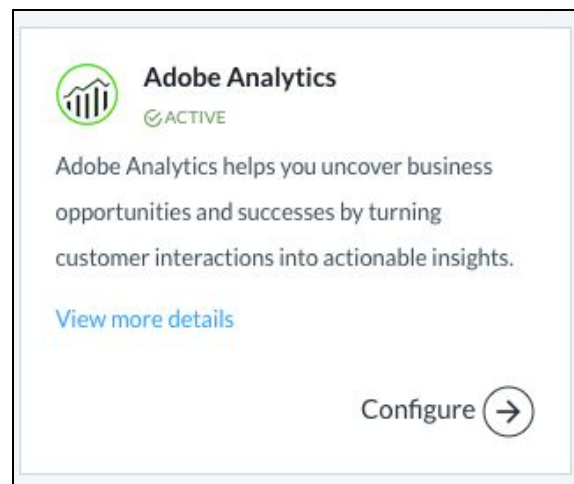 Adobe Analytics
ACTIVE
Adobe Analytics helps you uncover business
opportunities and successes by turning
customer interactions into actionable insights.
View more details
Configure